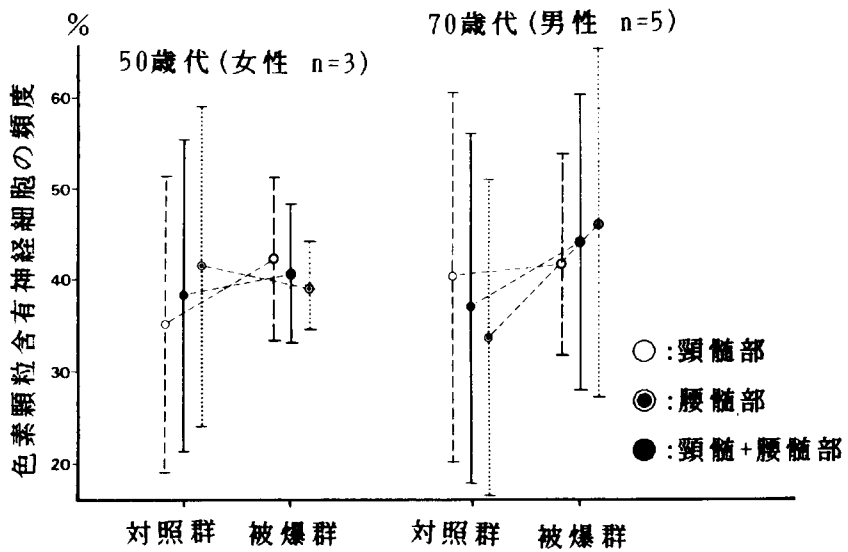 %
50歳代(女性 n=3)
70歳代(男性 n=5)
色素顆粒含有神経細胞の頻度
60
50
40
30
20
○:頸髄部
◉:腰髄部
●:頸髄+腰髄部
対照群 被爆群 対照群 被爆群